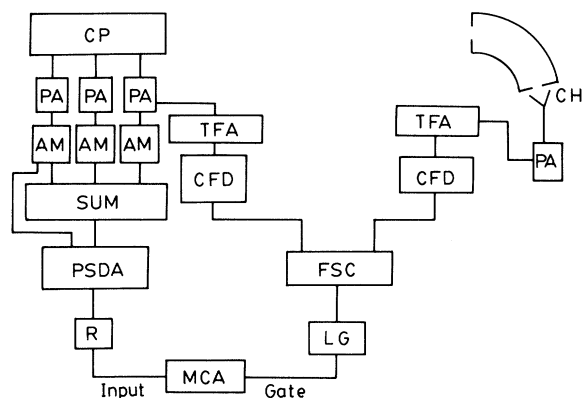 CP
PA PA PA
CH
TFA TFA
AM AM AM
PA
CFD CFD
SUM
PSDA FSC
R LG
MCA
Input Gate